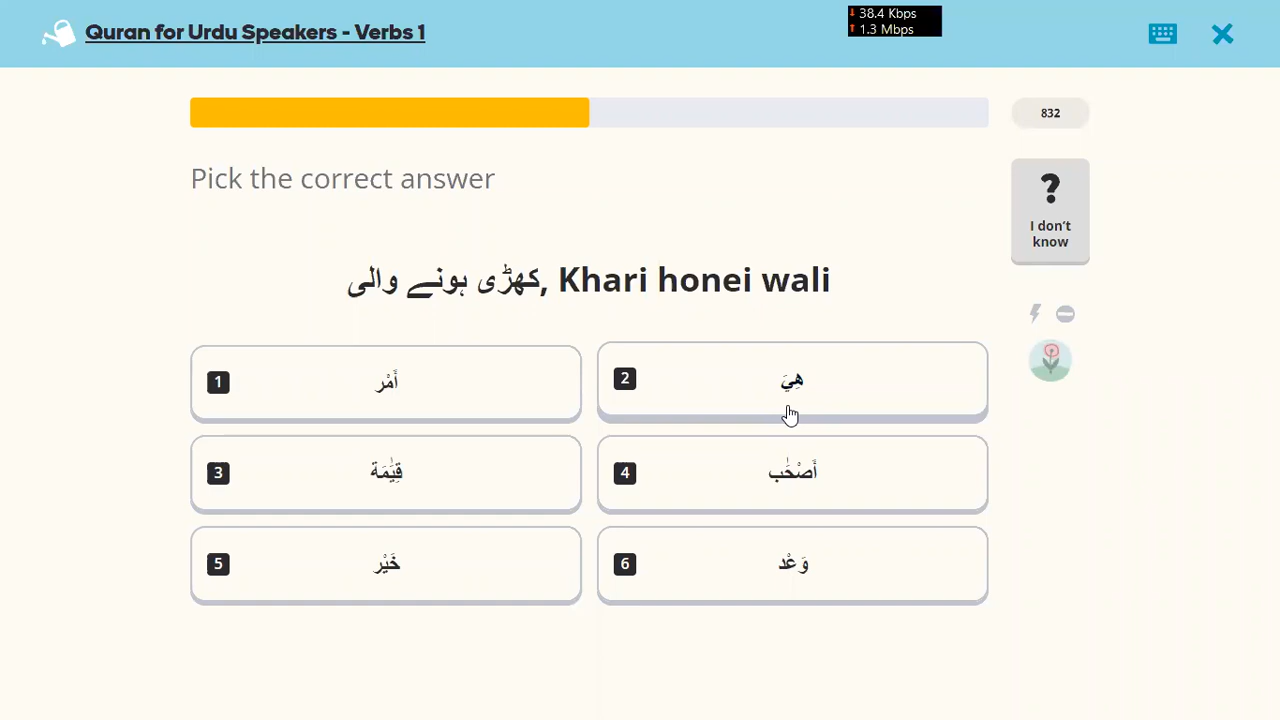 Quran for Urdu Speakers - Verbs 1
38.4 Kbps
1.3 Mbps
832
Pick the correct answer
?
I don't
know
کھڑی ہونے والی, Khari honei wali
1 أَمْر
2 هِيَ
3 قِيَٰمَة
4 أَصْحَٰب
5 خَيْر
6 وَعْد